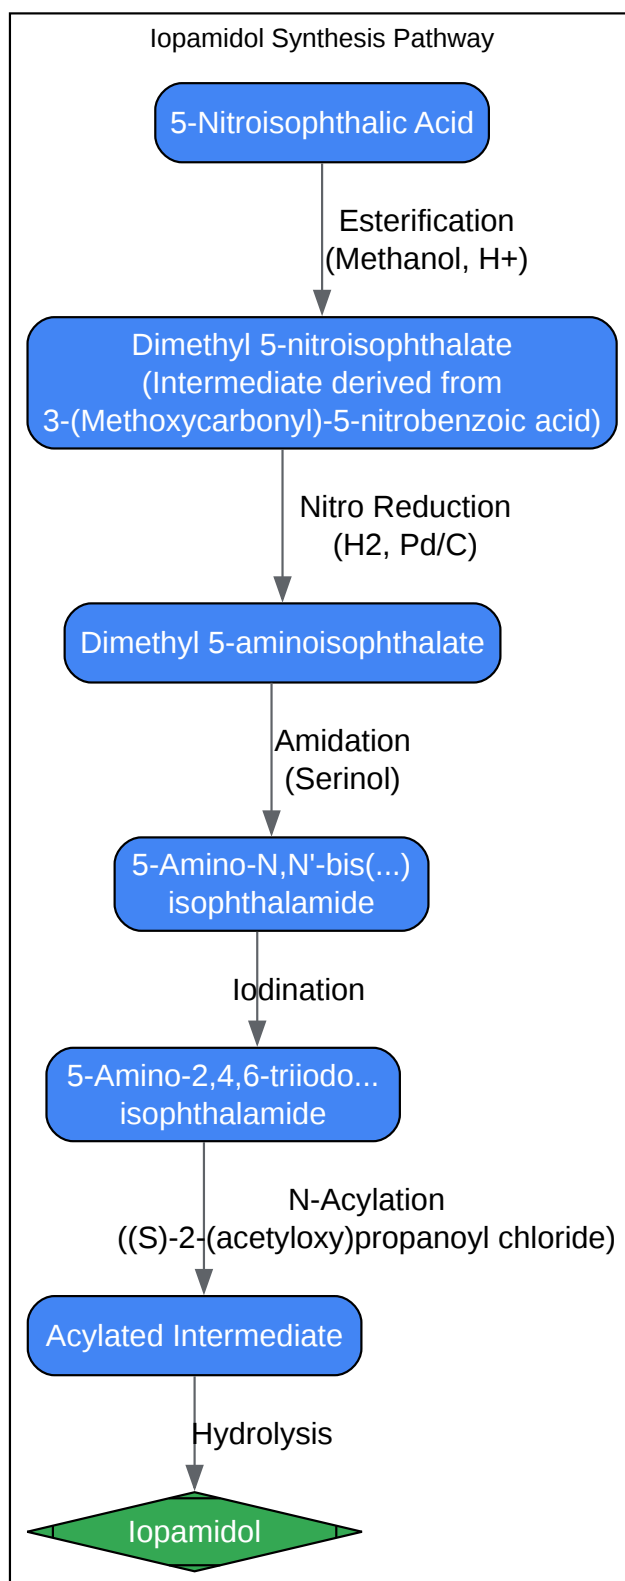 Iopamidol Synthesis Pathway
5-Nitroisophthalic Acid
Esterification
(Methanol, H+)
Dimethyl 5-nitroisophthalate
(Intermediate derived from
3-(Methoxycarbonyl)-5-nitrobenzoic acid)
Nitro Reduction
(H2, Pd/C)
Dimethyl 5-aminoisophthalate
Amidation
(Serinol)
5-Amino-N,N'-bis(...)
isophthalamide
Iodination
5-Amino-2,4,6-triiodo...
isophthalamide
N-Acylation
((S)-2-(acetyloxy)propanoyl chloride)
Acylated Intermediate
Hydrolysis
Iopamidol